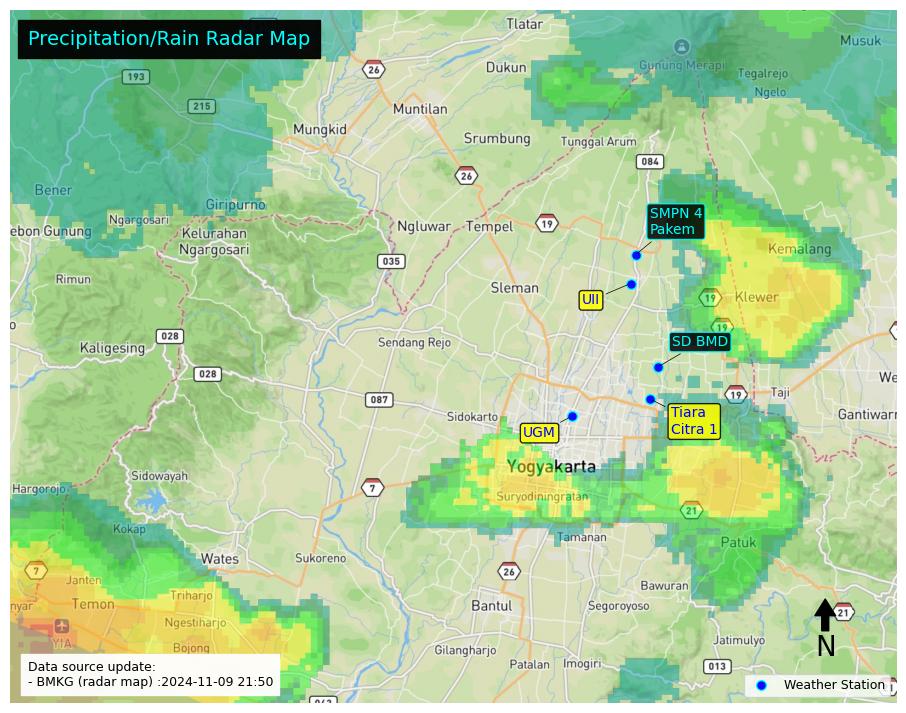 Precipitation/Rain Radar Map
Tlatar
Musuk
Gunung Merapi
26
193
Dukun
Tegalrejo
Ngelo
215
Muntilan
Mungkid
Srumbung
Tunggal Arum
084
26
Bener
Giripurno
SMPN 4
Pakem
Ngargosari
ebon Gunung
Kelurahan
Ngargosari
Ngluwar
Tempel
19
Kemalang
035
Rimun
Sleman
UII
19
Klewer
19
028
Kaligesing
Sendang Rejo
SD BMD
028
We
087
19
Taji
Sidokarto
UGM
Tiara
Citra 1
Gantiwarn
Yogyakarta
Sidowayah
Hargorojo
7
Suryodiningratan
21
Kokap
Tamanan
Patuk
Wates
Sukoreno
7
26
Janten
Bawuran
nyar
Temon
Triharjo
Bantul
Segoroyoso
21
Ngestiharjo
N
YIA
Bojong
Gilangharjo
Jatimulyo
Patalan
Imogiri
013
Data source update:
- BMKG (radar map) :2024-11-09 21:50
Weather Station